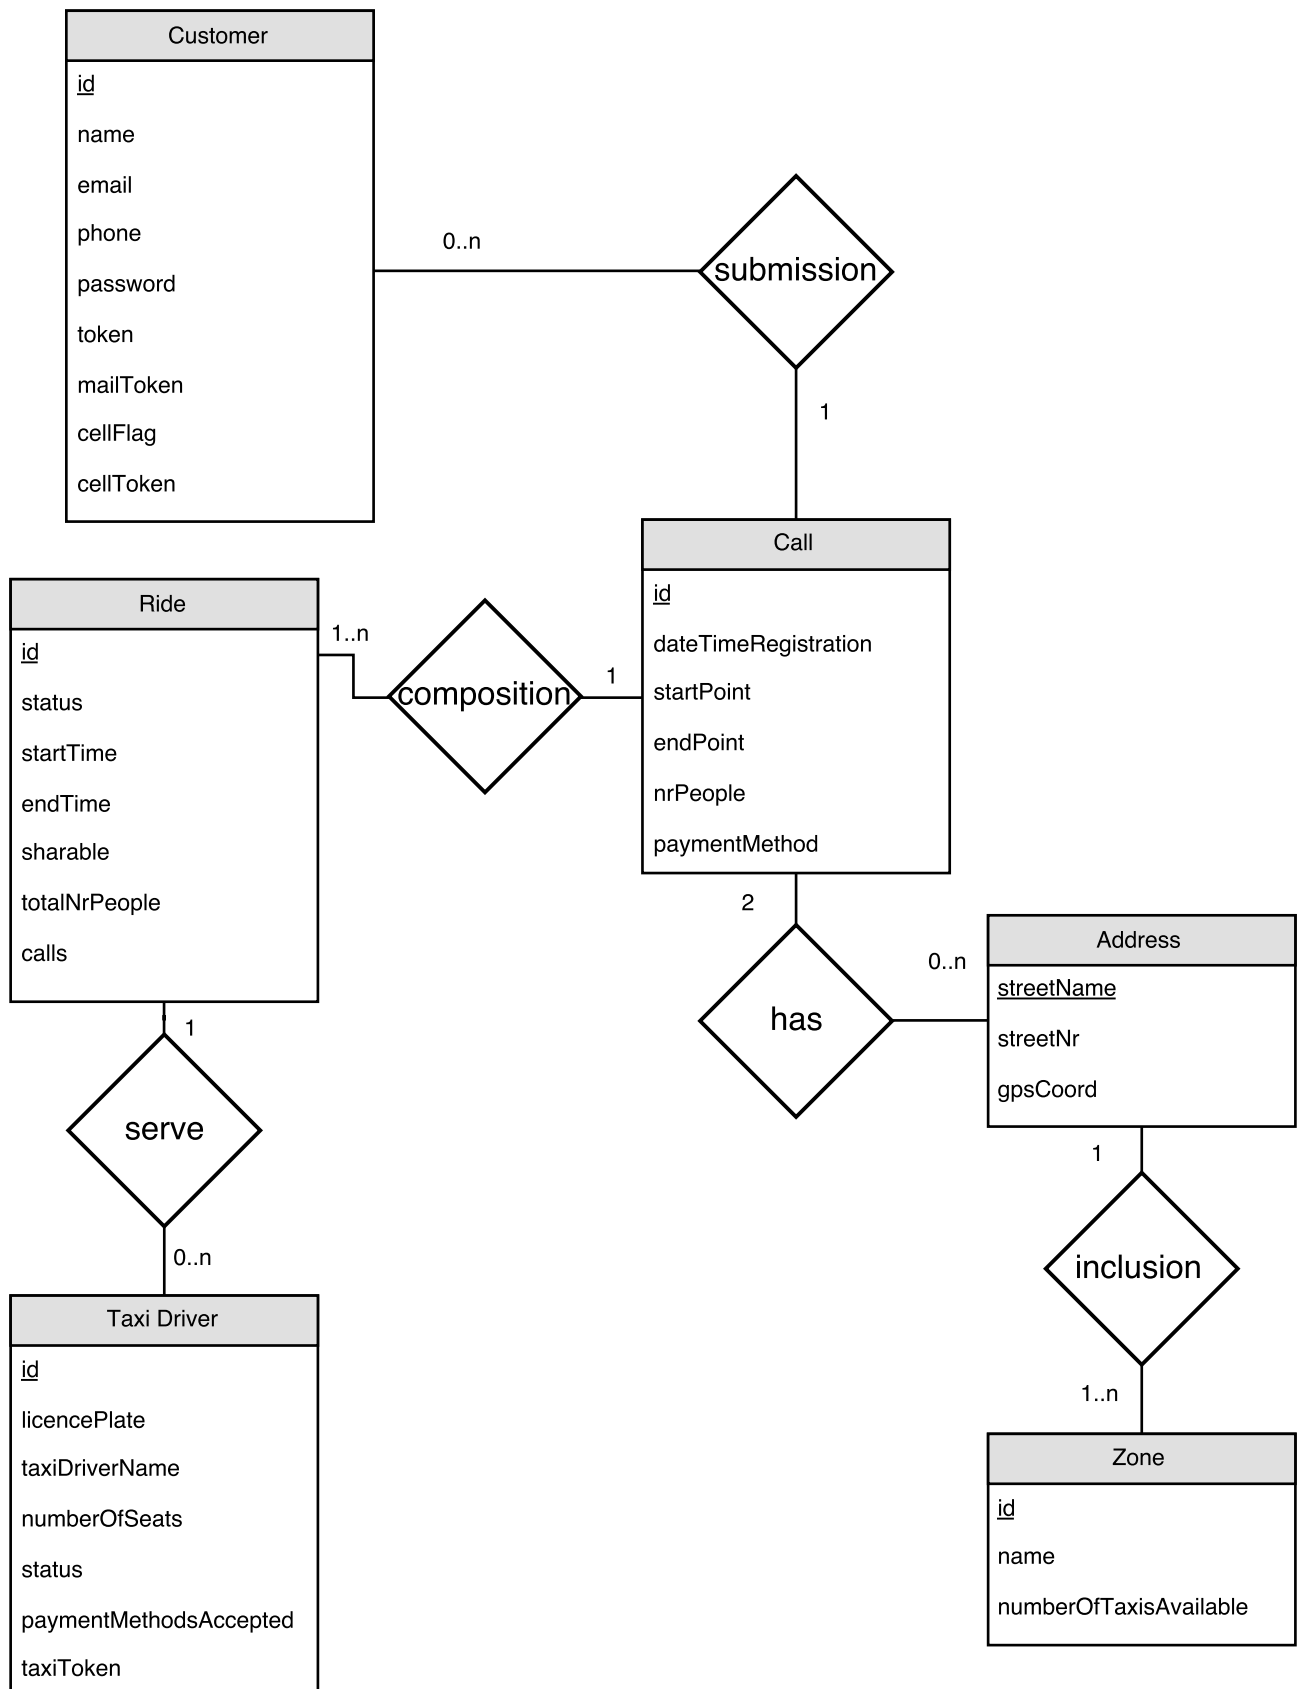 Customer
id
name
email
phone
password
token
mailToken
cellFlag
cellToken
0..n
submission
1
Call
id
dateTimeRegistration
startPoint
endPoint
nrPeople
paymentMethod
Ride
id
status
startTime
endTime
sharable
totalNrPeople
calls
1..n
composition
1
2
has
0..n
Address
streetName
streetNr
gpsCoord
1
serve
0..n
1
inclusion
1..n
Taxi Driver
id
licencePlate
taxiDriverName
numberOfSeats
status
paymentMethodsAccepted
taxiToken
Zone
id
name
numberOfTaxisAvailable